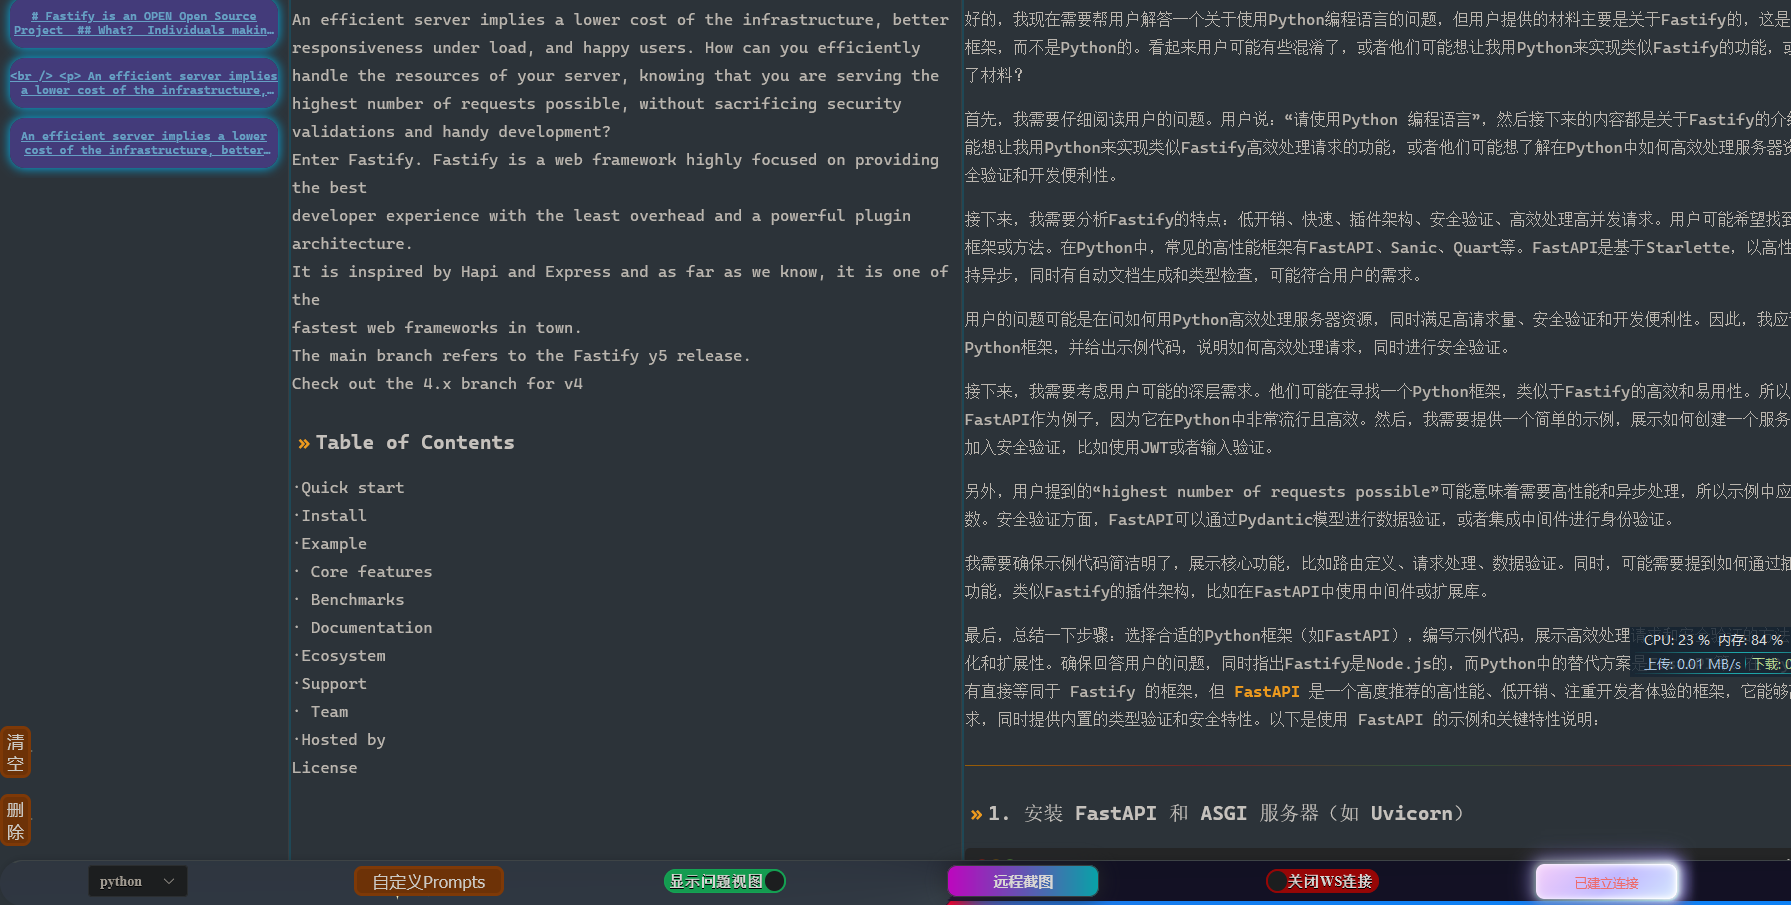 # Fastify is an OPEN Open Source
Project  ## What?  Individuals makin…
<br /> <p> An efficient server implies
a lower cost of the infrastructure,…
An efficient server implies a lower
cost of the infrastructure, better…
清
空
删
除
An efficient server implies a lower cost of the infrastructure, better
responsiveness under load, and happy users. How can you efficiently
handle the resources of your server, knowing that you are serving the
highest number of requests possible, without sacrificing security
validations and handy development?
Enter Fastify. Fastify is a web framework highly focused on providing
the best
developer experience with the least overhead and a powerful plugin
architecture.
It is inspired by Hapi and Express and as far as we know, it is one of
the
fastest web frameworks in town.
The main branch refers to the Fastify y5 release.
Check out the 4.x branch for v4
»Table of Contents
·Quick start
·Install
·Example
· Core features
· Benchmarks
· Documentation
·Ecosystem
·Support
· Team
·Hosted by
License
好的，我现在需要帮用户解答一个关于使用Python编程语言的问题，但用户提供的材料主要是关于Fastify的，这是
框架，而不是Python的。看起来用户可能有些混淆了，或者他们可能想让我用Python来实现类似Fastify的功能，或
了材料？
首先，我需要仔细阅读用户的问题。用户说：“请使用Python 编程语言”，然后接下来的内容都是关于Fastify的介绍
能想让我用Python来实现类似Fastify高效处理请求的功能，或者他们可能想了解在Python中如何高效处理服务器资
全验证和开发便利性。
接下来，我需要分析Fastify的特点：低开销、快速、插件架构、安全验证、高效处理高并发请求。用户可能希望找到
框架或方法。在Python中，常见的高性能框架有FastAPI、Sanic、Quart等。FastAPI是基于Starlette，以高性
持异步，同时有自动文档生成和类型检查，可能符合用户的需求。
用户的问题可能是在问如何用Python高效处理服务器资源，同时满足高请求量、安全验证和开发便利性。因此，我应
Python框架，并给出示例代码，说明如何高效处理请求，同时进行安全验证。
接下来，我需要考虑用户可能的深层需求。他们可能在寻找一个Python框架，类似于Fastify的高效和易用性。所以
FastAPI作为例子，因为它在Python中非常流行且高效。然后，我需要提供一个简单的示例，展示如何创建一个服务
加入安全验证，比如使用JWT或者输入验证。
另外，用户提到的“highest number of requests possible”可能意味着需要高性能和异步处理，所以示例中应
数。安全验证方面，FastAPI可以通过Pydantic模型进行数据验证，或者集成中间件进行身份验证。
我需要确保示例代码简洁明了，展示核心功能，比如路由定义、请求处理、数据验证。同时，可能需要提到如何通过插
功能，类似Fastify的插件架构，比如在FastAPI中使用中间件或扩展库。
最后，总结一下步骤：选择合适的Python框架（如FastAPI），编写示例代码，展示高效处理
化和扩展性。确保回答用户的问题，同时指出Fastify是Node.js的，而Python中的替代方案
有直接等同于 Fastify 的框架，但 FastAPI 是一个高度推荐的高性能、低开销、注重开发者体验的框架，它能够
求，同时提供内置的类型验证和安全特性。以下是使用 FastAPI 的示例和关键特性说明：
CPU: 23 % 内存: 84 %
上传: 0.01 MB/s 下载: 0
»1. 安装 FastAPI 和 ASGI 服务器（如 Uvicorn）
python
自定义Prompts
显示问题视图
远程截图
关闭WS连接
已建立连接